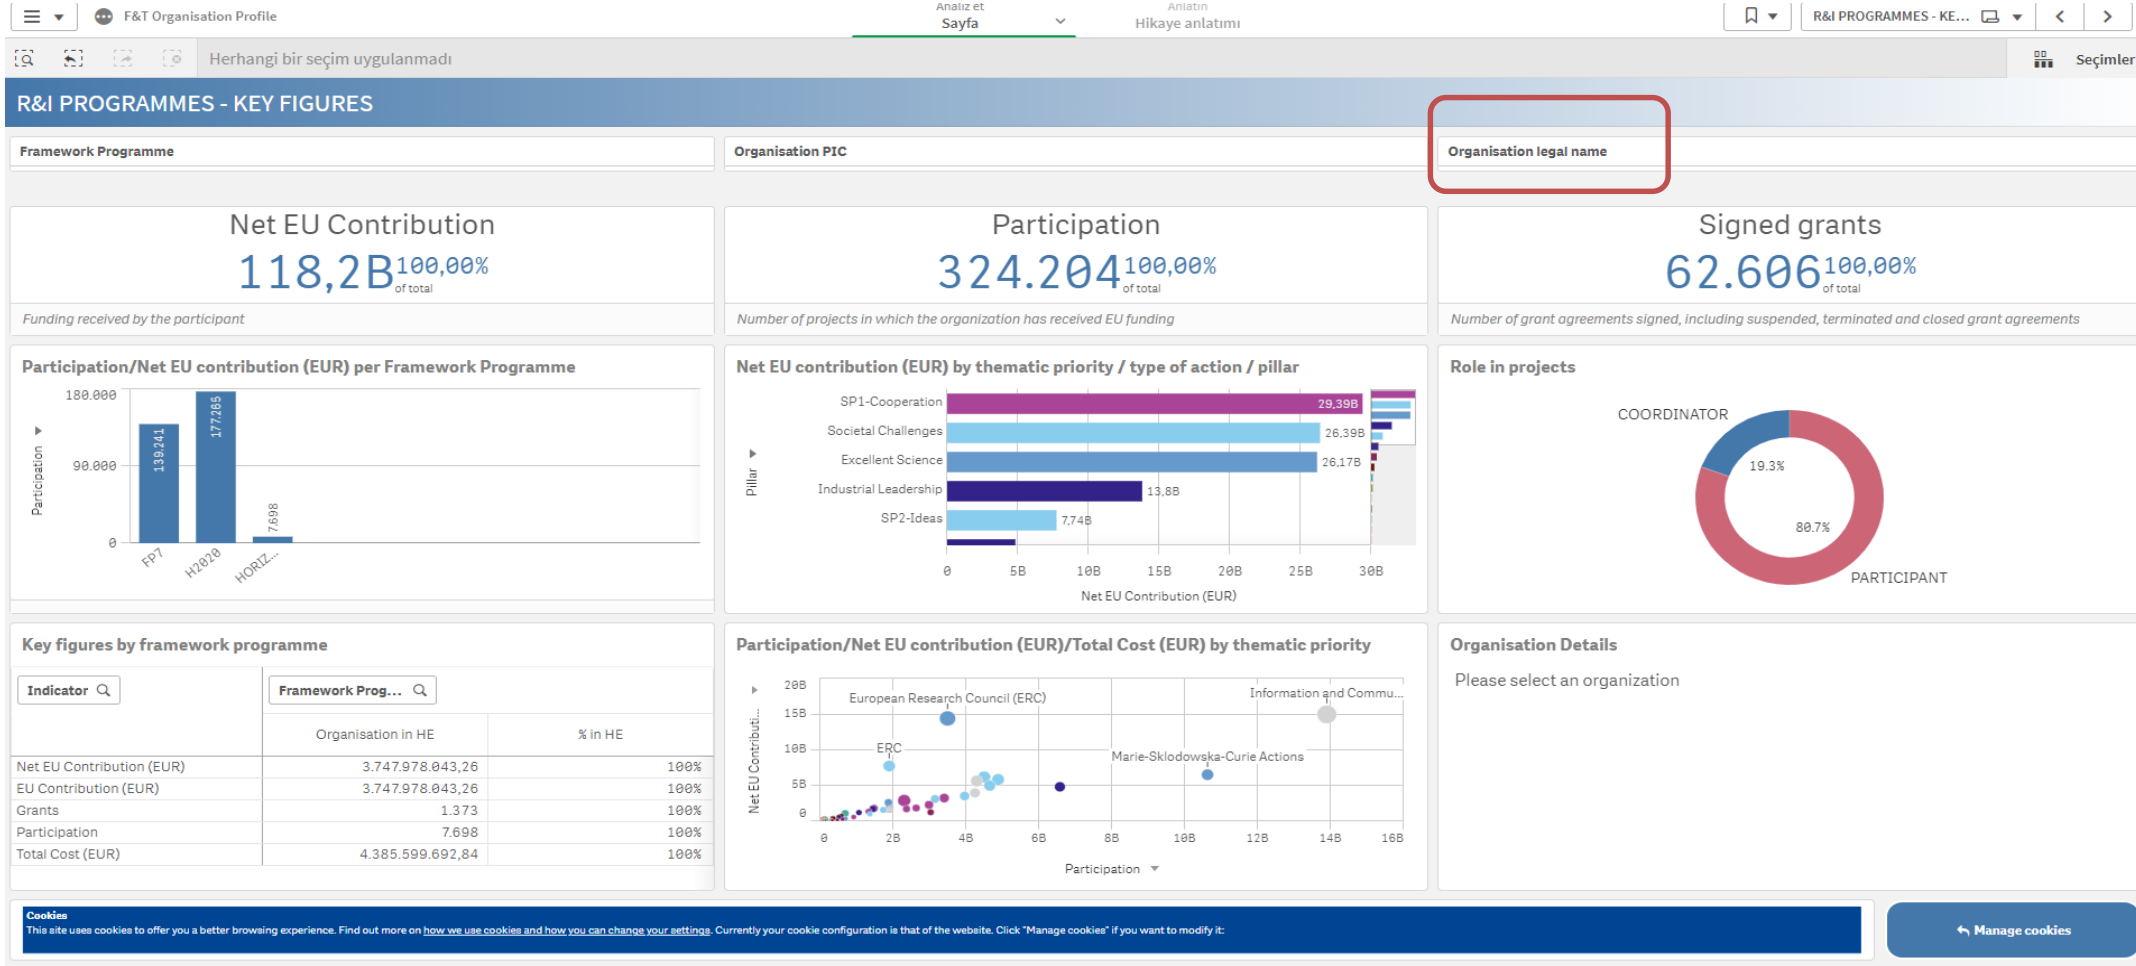 F&T Organisation Profile
Analiz et
Sayfa
Anlatın
Hikaye anlatımı
R&I PROGRAMMES - KE...
Herhangi bir seçim uygulanmadı
Seçimler
R&I PROGRAMMES - KEY FIGURES
Framework Programme
Organisation PIC
Organisation legal name
Net EU Contribution
118,2B 100,00%
of total
Funding received by the participant
Participation
324.204 100,00%
of total
Number of projects in which the organization has received EU funding
Signed grants
62.606 100,00%
of total
Number of grant agreements signed, including suspended, terminated and closed grant agreements
Participation/Net EU contribution (EUR) per Framework Programme
Participation
180.000
90.000
0
139.241
177.265
7.698
FP7
H2020
HORIZ...
Net EU contribution (EUR) by thematic priority / type of action / pillar
Pillar
SP1-Cooperation 29,39B
Societal Challenges 26,39B
Excellent Science 26,17B
Industrial Leadership 13,8B
SP2-Ideas 7,74B
0 5B 10B 15B 20B 25B 30B
Net EU Contribution (EUR)
Role in projects
COORDINATOR
19.3%
80.7%
PARTICIPANT
Key figures by framework programme
Indicator
Framework Prog...
Organisation in HE % in HE
Net EU Contribution (EUR) 3.747.978.043,26 100%
EU Contribution (EUR) 3.747.978.043,26 100%
Grants 1.373 100%
Participation 7.698 100%
Total Cost (EUR) 4.385.599.692,84 100%
Participation/Net EU contribution (EUR)/Total Cost (EUR) by thematic priority
Net EU Contributi...
20B
15B
10B
5B
0
European Research Council (ERC)
Information and Commu...
ERC
Marie-Sklodowska-Curie Actions
0 2B 4B 6B 8B 10B 12B 14B 16B
Participation
Organisation Details
Please select an organization
Cookies
This site uses cookies to offer you a better browsing experience. Find out more on how we use cookies and how you can change your settings. Currently your cookie configuration is that of the website. Click "Manage cookies" if you want to modify it:
Manage cookies